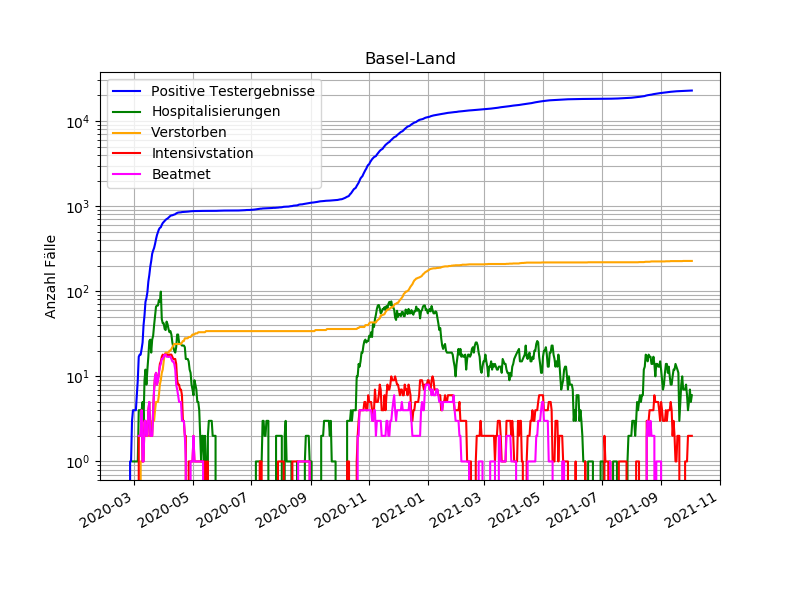 Basel-Land
Positive Testergebnisse
Hospitalisierungen
Verstorben
Intensivstation
Beatmet
Anzahl Fälle
10⁴
10³
10²
10¹
10⁰
2020-03
2020-05
2020-07
2020-09
2020-11
2021-01
2021-03
2021-05
2021-07
2021-09
2021-11